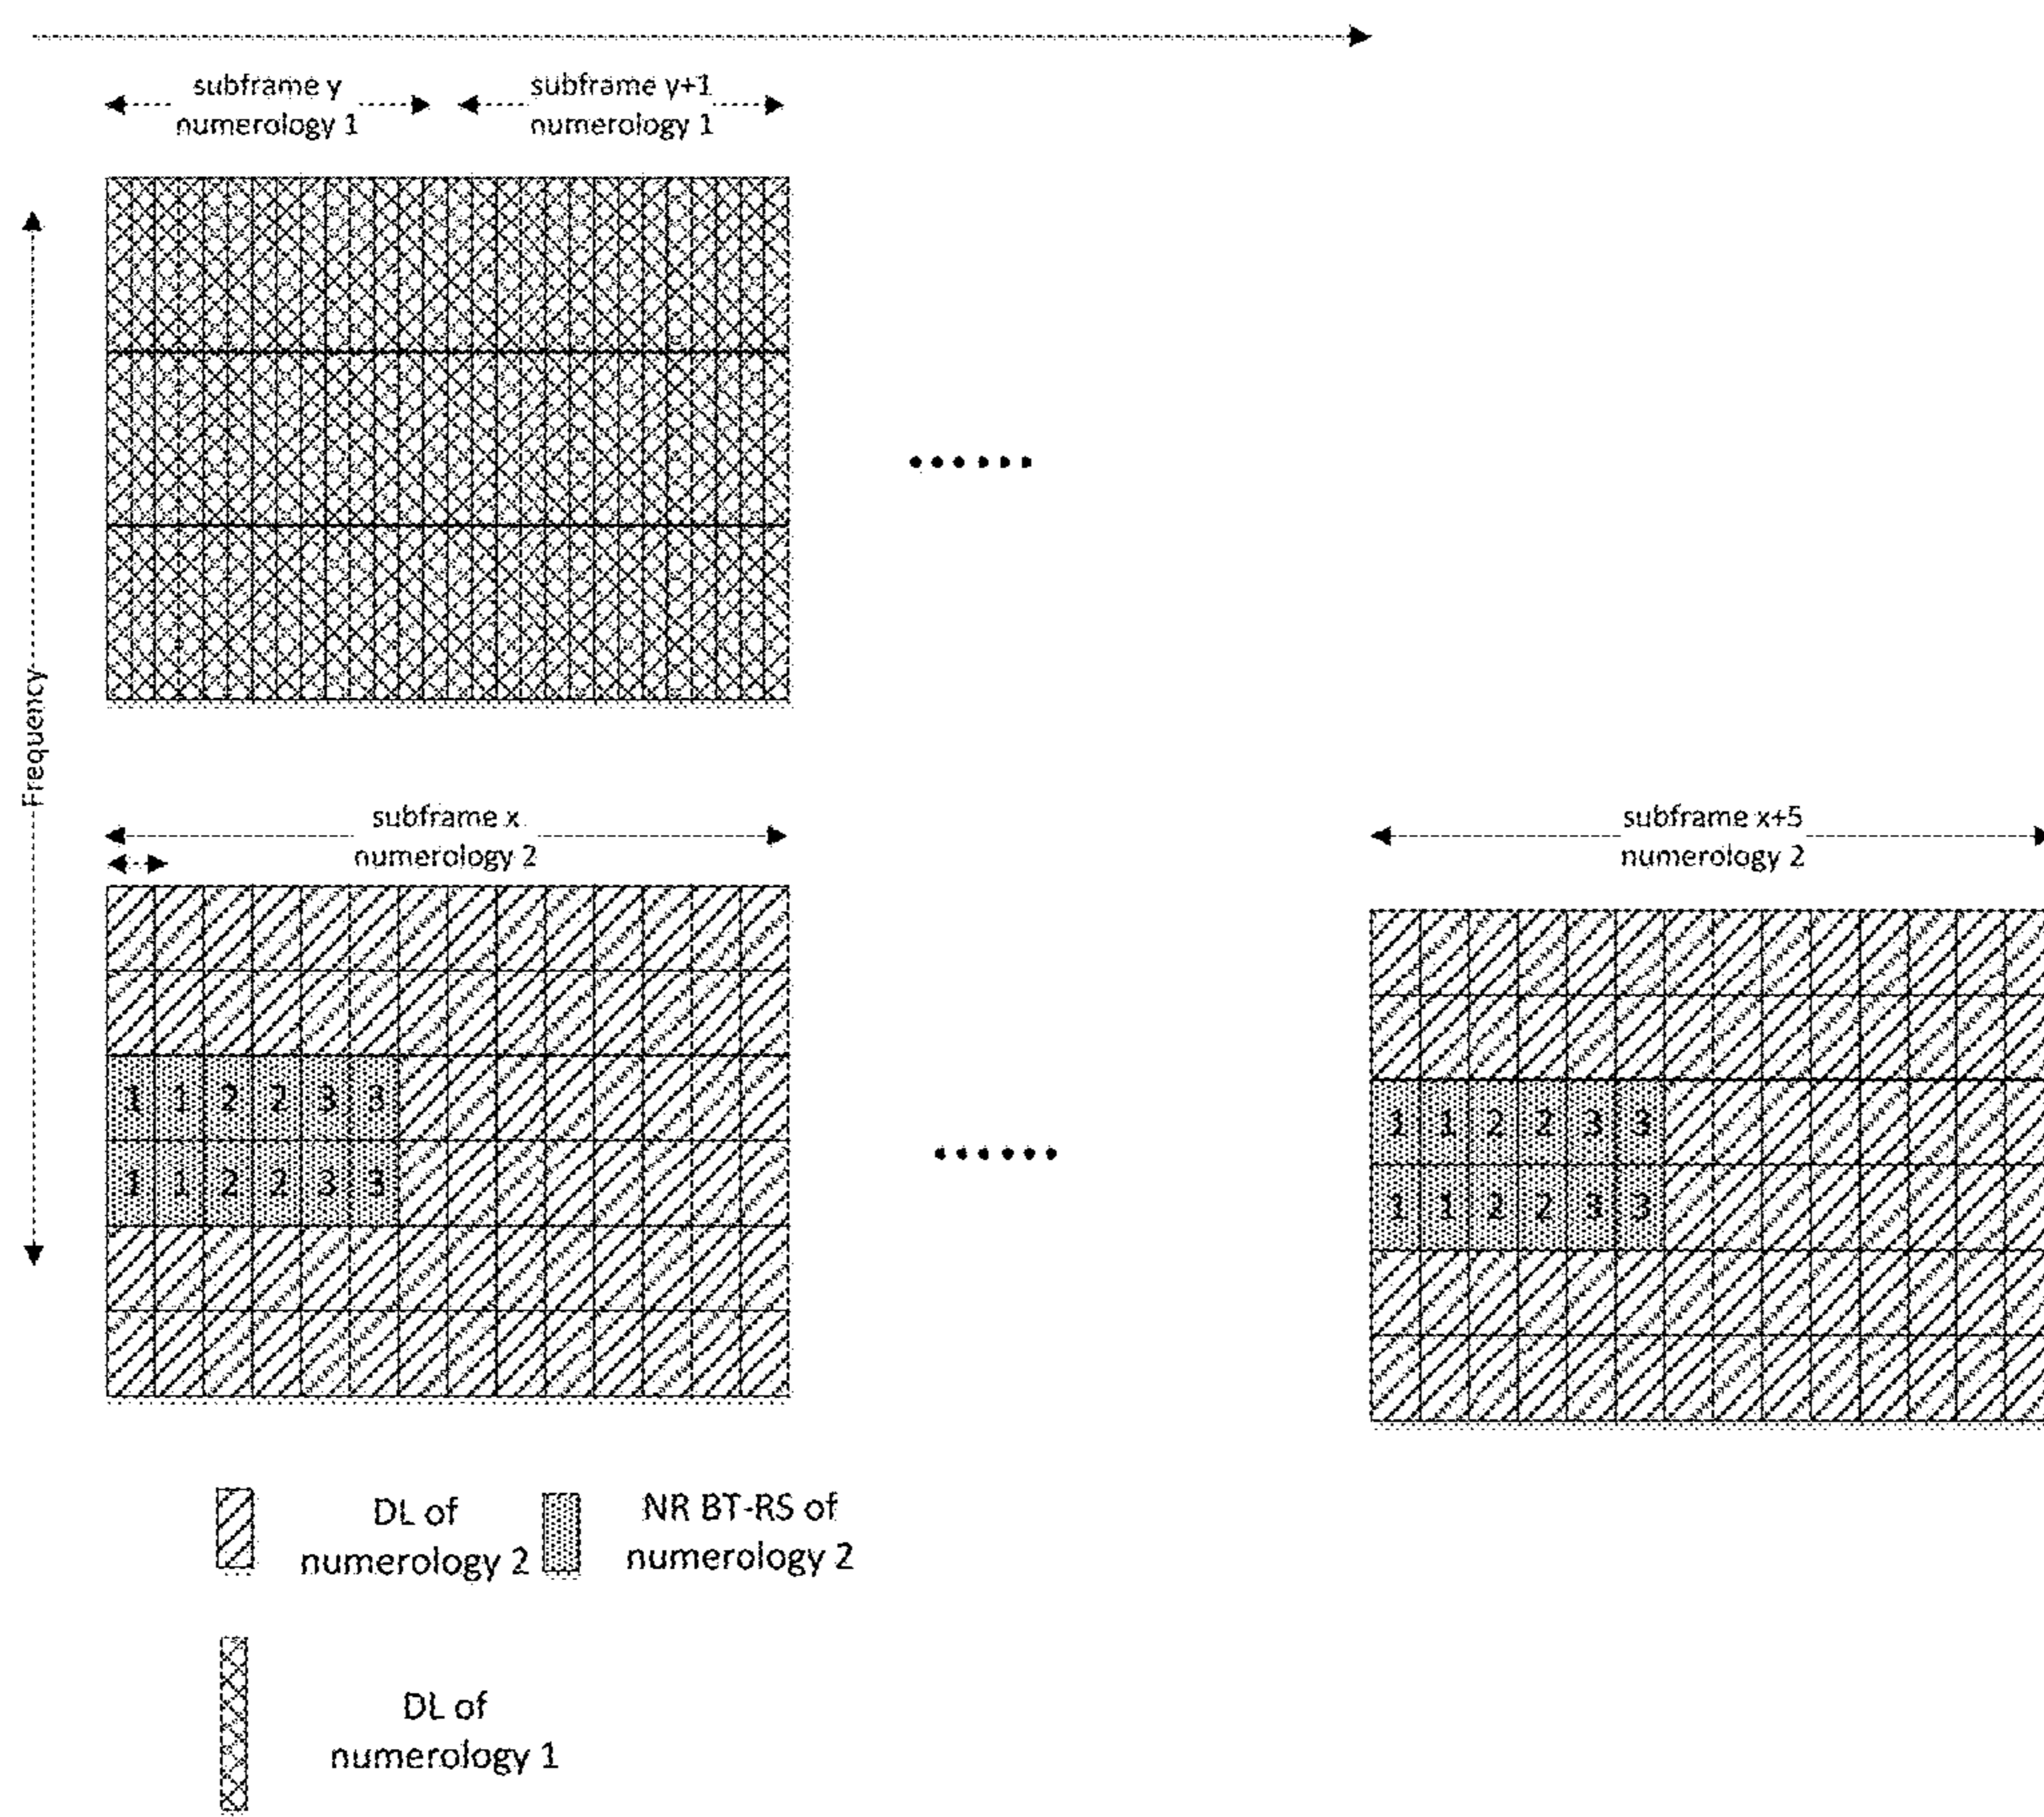 subframe y
numerology 1
subframe y+1
numerology 1
Frequency
subframe x
numerology 2
subframe x+5
numerology 2
1 1 2 2 3 3
1 1 2 2 3 3
1 1 2 2 3 3
1 1 2 2 3 3
DL of
numerology 2
NR BT-RS of
numerology 2
DL of
numerology 1